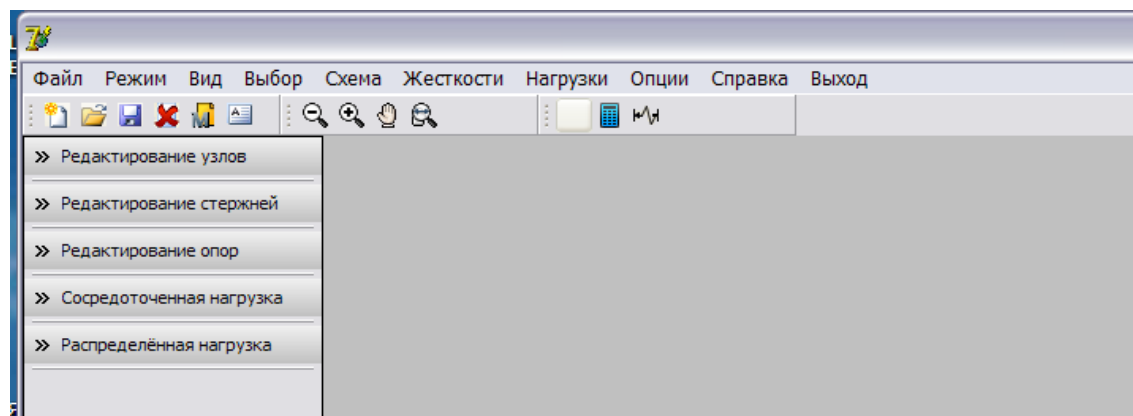 Файл Режим Вид Выбор Схема Жесткости Нагрузки Опции Справка Выход
Редактирование узлов
Редактирование стержней
Редактирование опор
Сосредоточенная нагрузка
Распределённая нагрузка